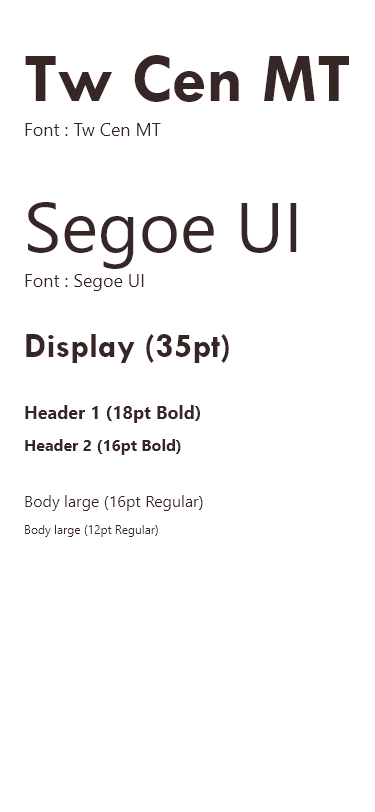 Tw Cen MT
Font : Tw Cen MT
Segoe UI
Font : Segoe UI
Display (35pt)
Header 1 (18pt Bold)
Header 2 (16pt Bold)
Body large (16pt Regular)
Body large (12pt Regular)